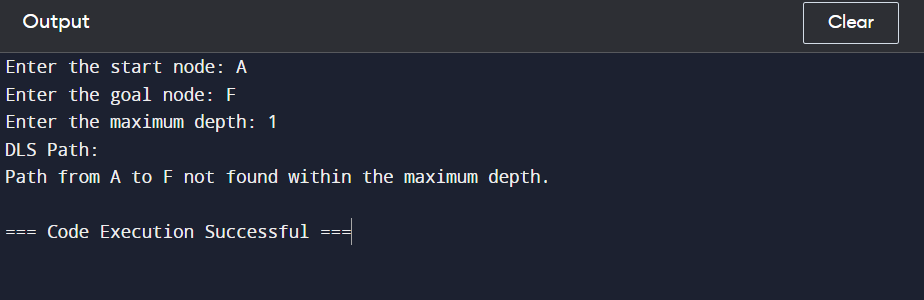 Output
Clear
Enter the start node: A
Enter the goal node: F
Enter the maximum depth: 1
DLS Path:
Path from A to F not found within the maximum depth.
=== Code Execution Successful ===